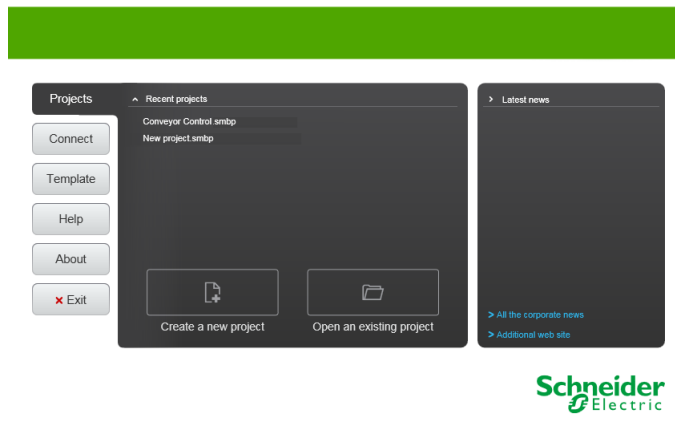 Projects
Recent projects
Latest news
Conveyor Control.smbp
New project.smbp
Connect
Template
Help
About
× Exit
Create a new project
Open an existing project
> All the corporate news
> Additional web site
Schneider
Electric